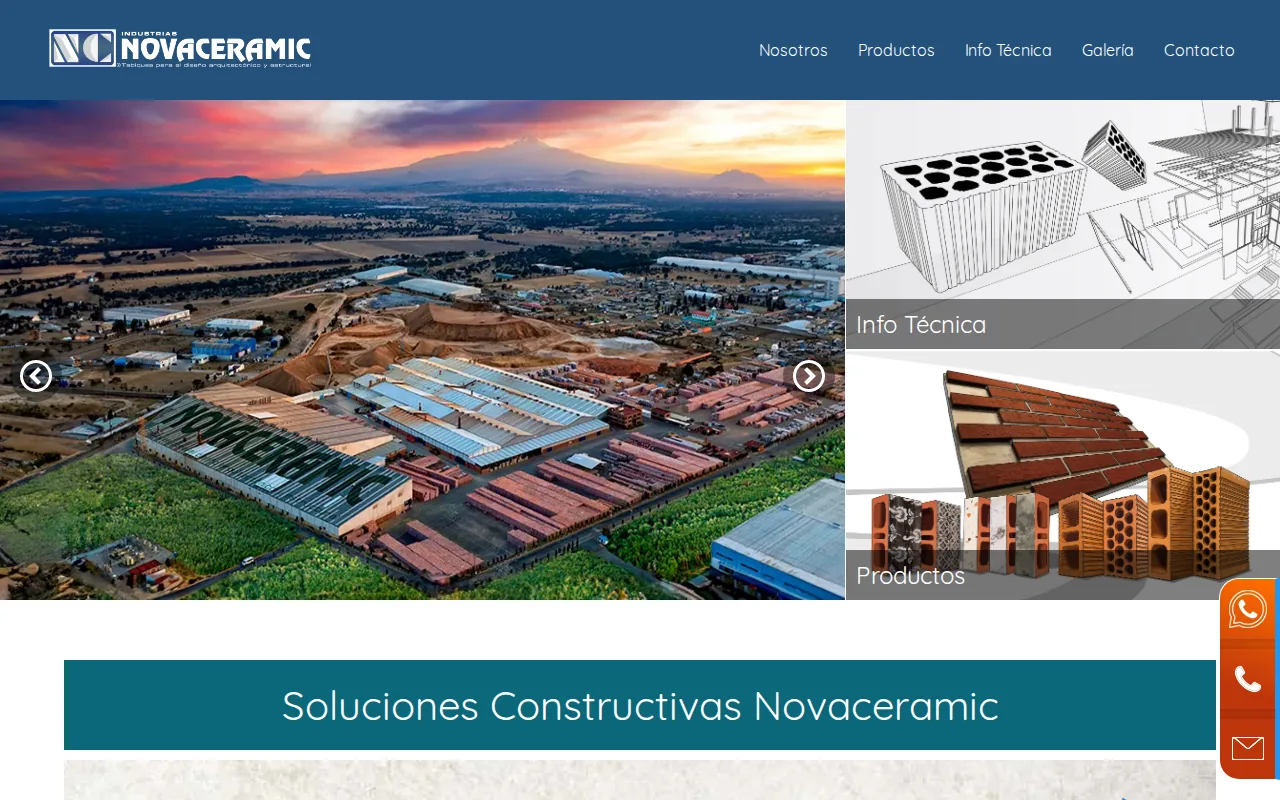 INDUSTRIAS
NC NOVACERAMIC
Tabiques para el diseño arquitectónico y estructural
Nosotros
Productos
Info Técnica
Galería
Contacto
NOVACERAMIC
Info Técnica
Productos
Soluciones Constructivas Novaceramic